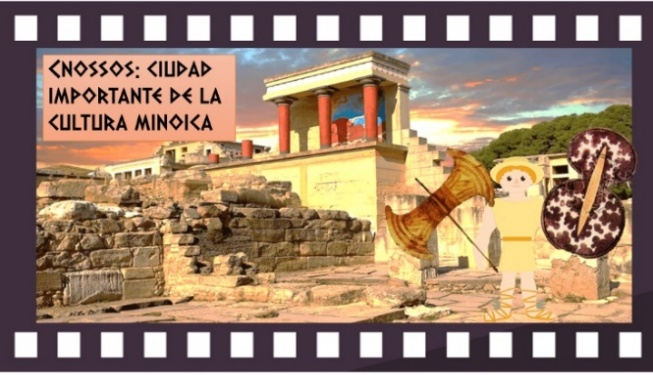 CNOSSOS: CIUDAD
IMPORTANTE DE LA
CULTURA MINOICA